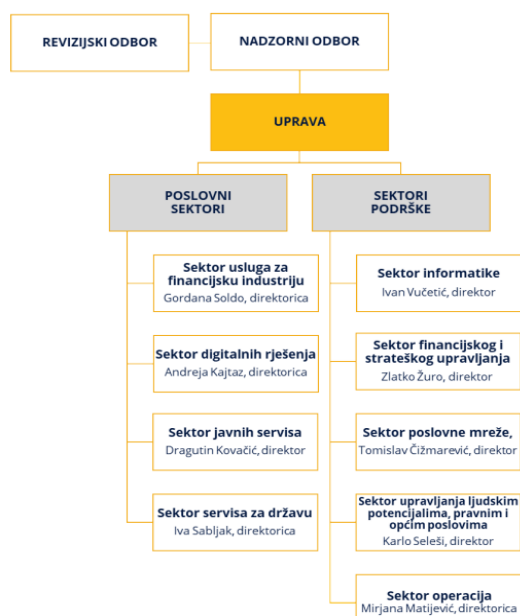 REVIZIJSKI ODBOR
NADZORNI ODBOR
UPRAVA
POSLOVNI
SEKTORI
Sektor usluga za
financijsku industriju
Gordana Soldo, direktorica
Sektor digitalnih rješenja
Andreja Kajtaz, direktorica
Sektor javnih servisa
Dragutin Kovačić, direktor
Sektor servisa za državu
Iva Sabljak, direktorica
SEKTORI
PODRŠKE
Sektor informatike
Ivan Vučetić, direktor
Sektor financijskog i
strateškog upravljanja
Zlatko Žuro, direktor
Sektor poslovne mreže,
Tomislav Čižmarević, direktor
Sektor upravljanja ljudskim
potencijalima, pravnim i
općim poslovima
Karlo Seleši, direktor
Sektor operacija
Mirjana Matijević, direktorica